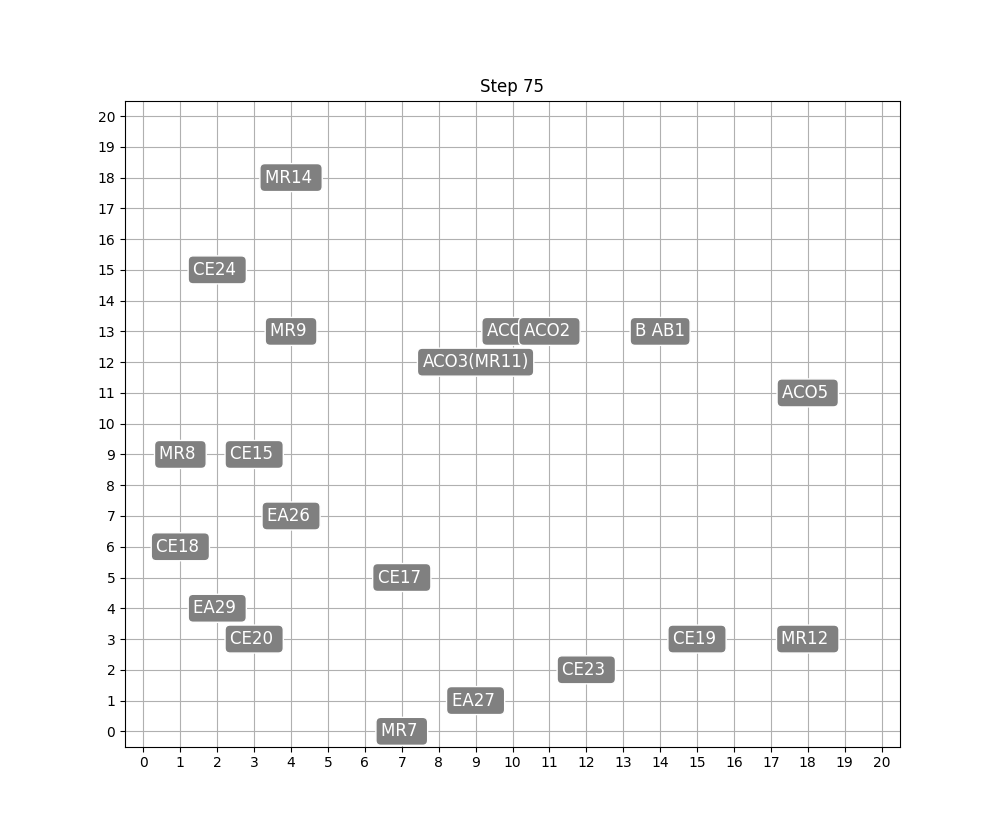 Step 75
20
19
18
17
16
15
14
13
12
11
10
9
8
7
6
5
4
3
2
1
0
MR14
CE24
MR9
ACO2
B AB1
ACO3(MR11)
ACO5
MR8
CE15
EA26
CE18
CE17
EA29
CE20
CE19
MR12
CE23
EA27
MR7
0 1 2 3 4 5 6 7 8 9 10 11 12 13 14 15 16 17 18 19 20